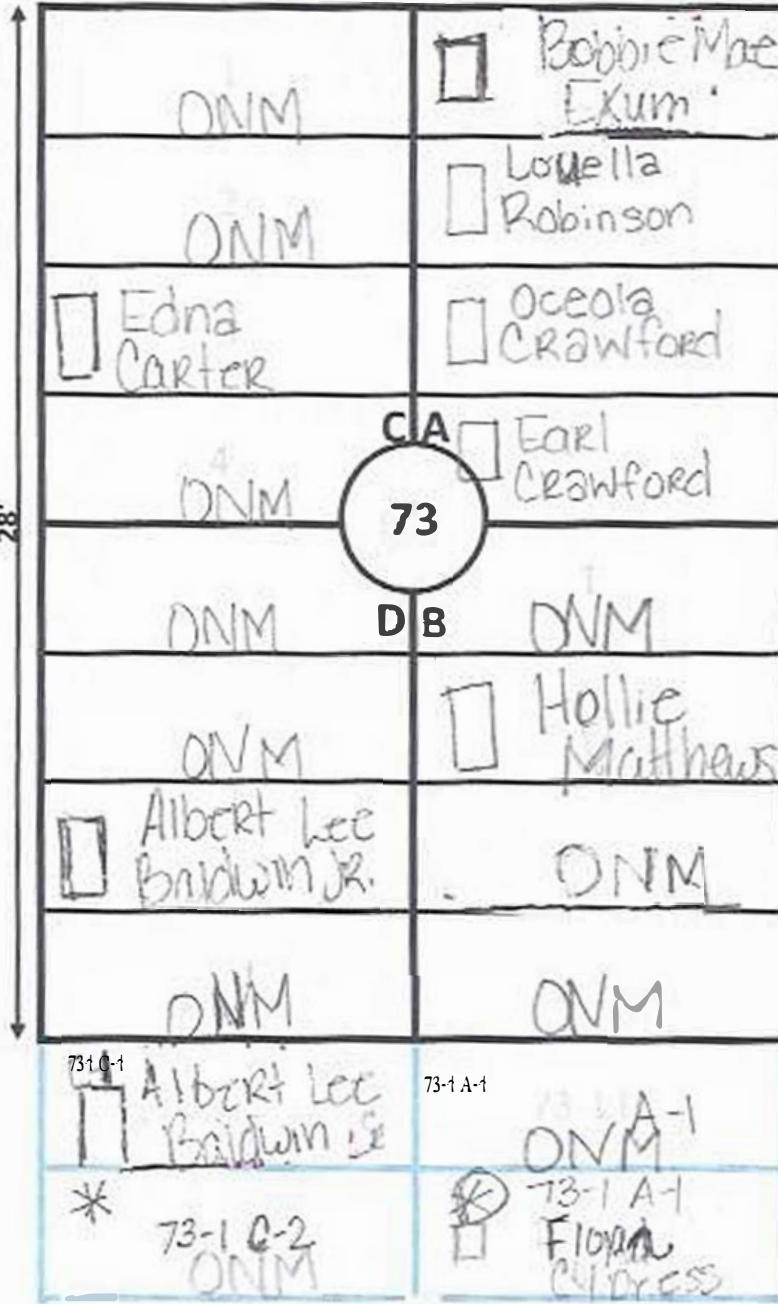 ONM
Bobbie Mae
Exum
ONM
Louella
Robinson
Edna
Carter
Oceola
Crawford
C A
4
ONM
Earl
Crawford
28'
73
D B
ONM
ONM
ONM
Hollie
Matthews
Albert Lee
Baldwin Jr.
ONM
ONM
ONM
73-1 C-1
Albert Lee
Baldwin Sr
73-1 A-1
A-1
ONM
73-1 C-2
ONM
73-1 A-1
Cypress